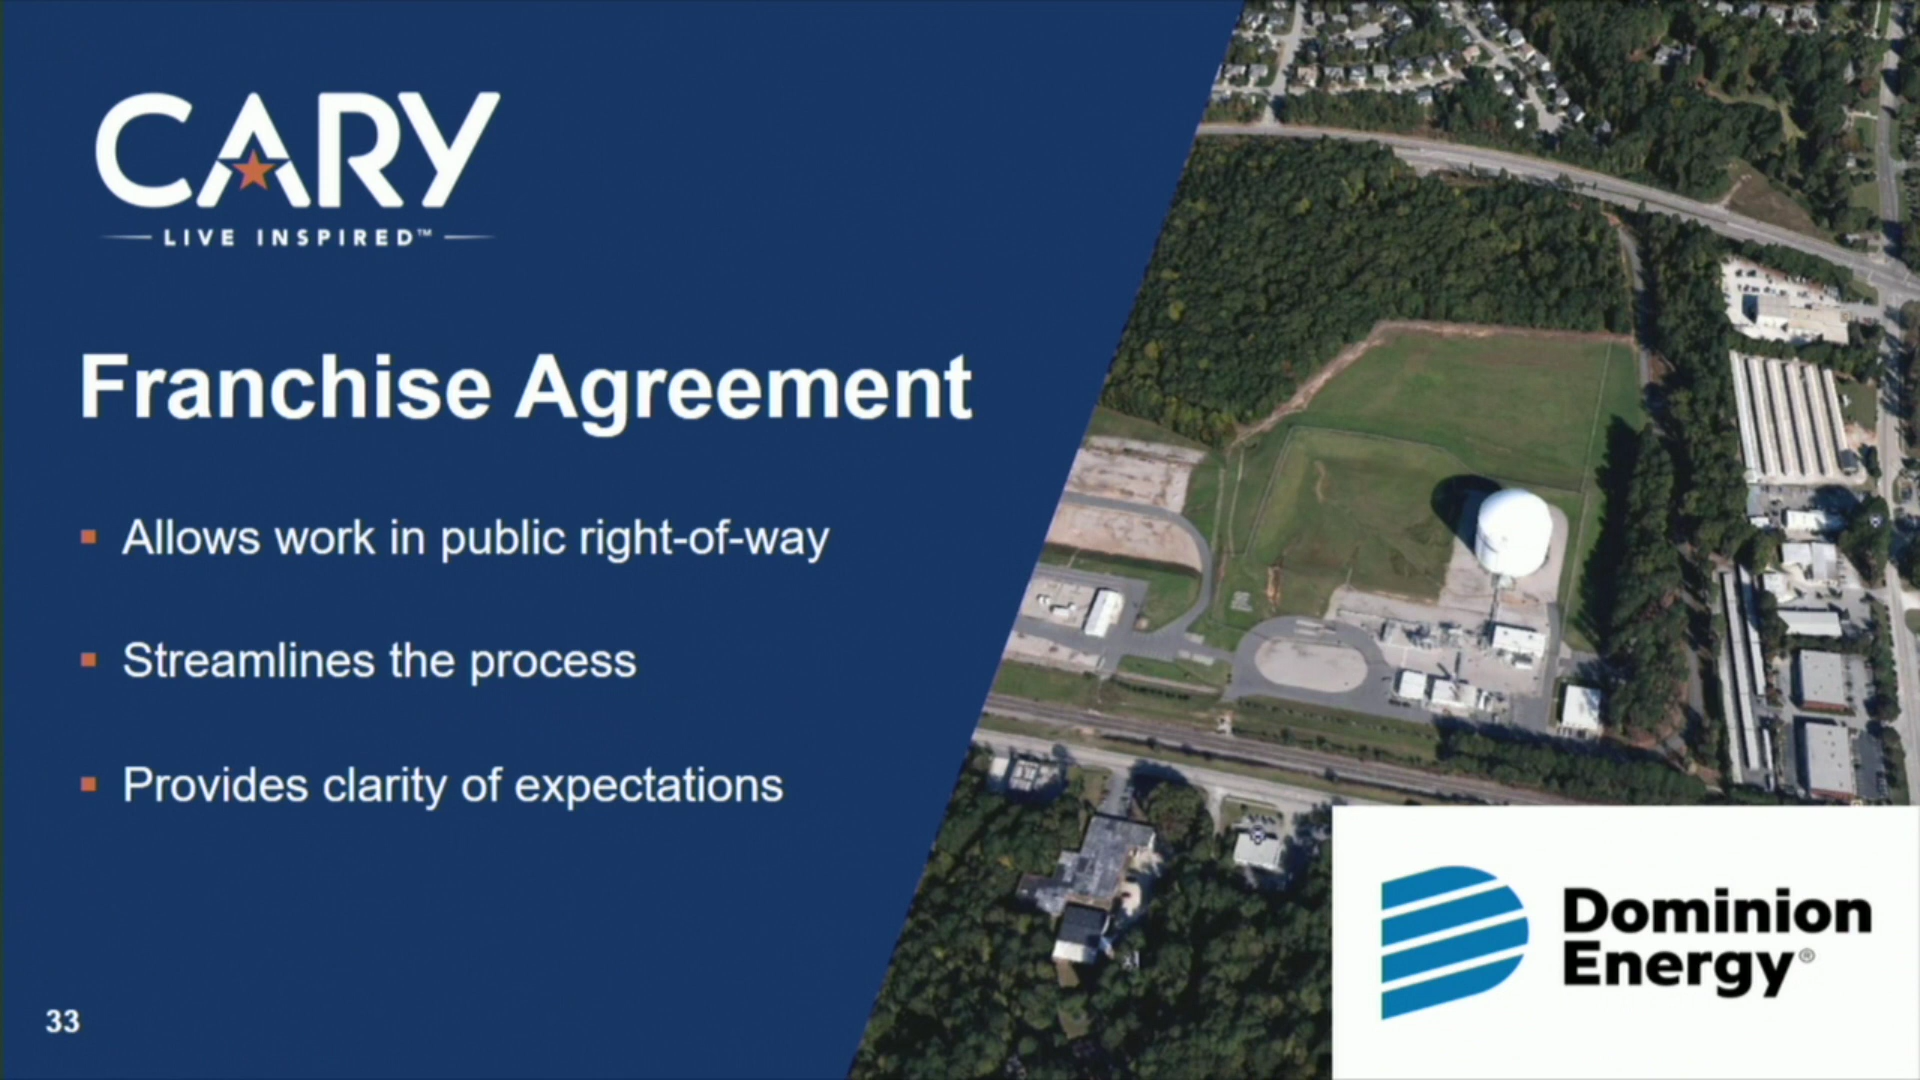 CARY
LIVE INSPIRED™
Franchise Agreement
▪ Allows work in public right-of-way
▪ Streamlines the process
▪ Provides clarity of expectations
33
Dominion
Energy®